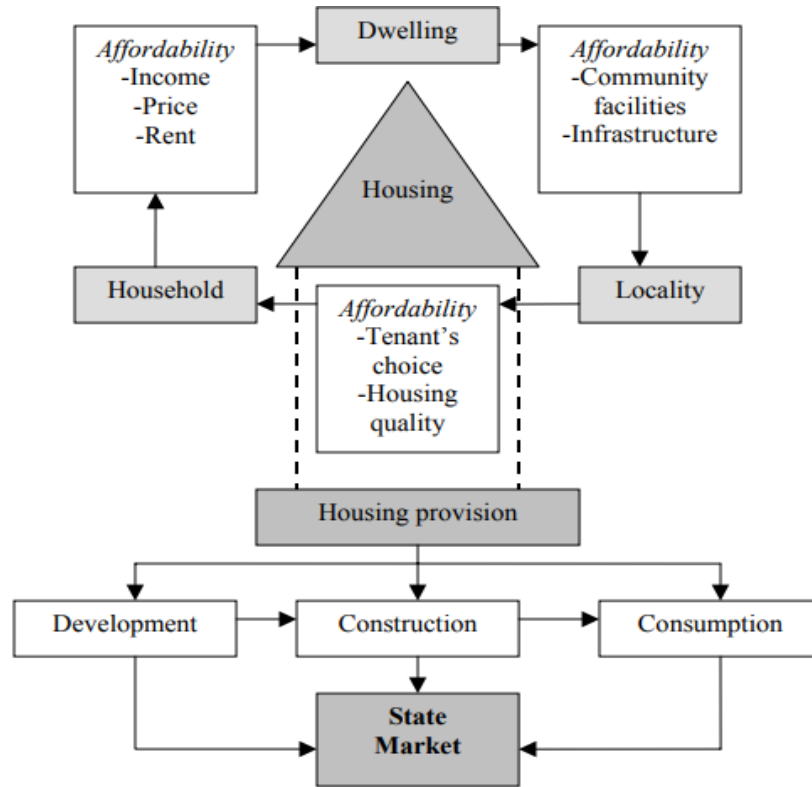 Dwelling
Affordability
-Income
-Price
-Rent
Affordability
-Community
facilities
-Infrastructure
Housing
Household
Locality
Affordability
-Tenant’s
choice
-Housing
quality
Housing provision
Development
Construction
Consumption
State
Market